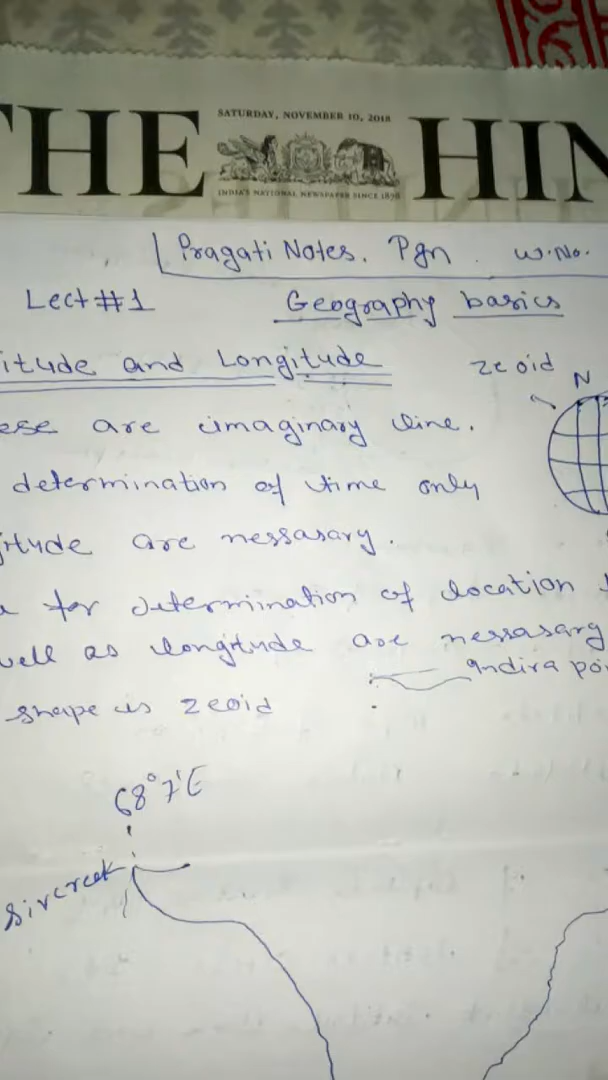 THE HIN
SATURDAY, NOVEMBER 10, 2018
INDIA'S NATIONAL NEWSPAPER SINCE 1878
Pragati Notes. Pgn. W.No.
Lect#1 Geography basics
itude and Longitude
zeoid
N
ese are imaginary line.
determination of time only
itude are nessasary.
for determination of location
well as longitude are nessasary
indira poi
shape is zeoid
68°7'E
Sircreek